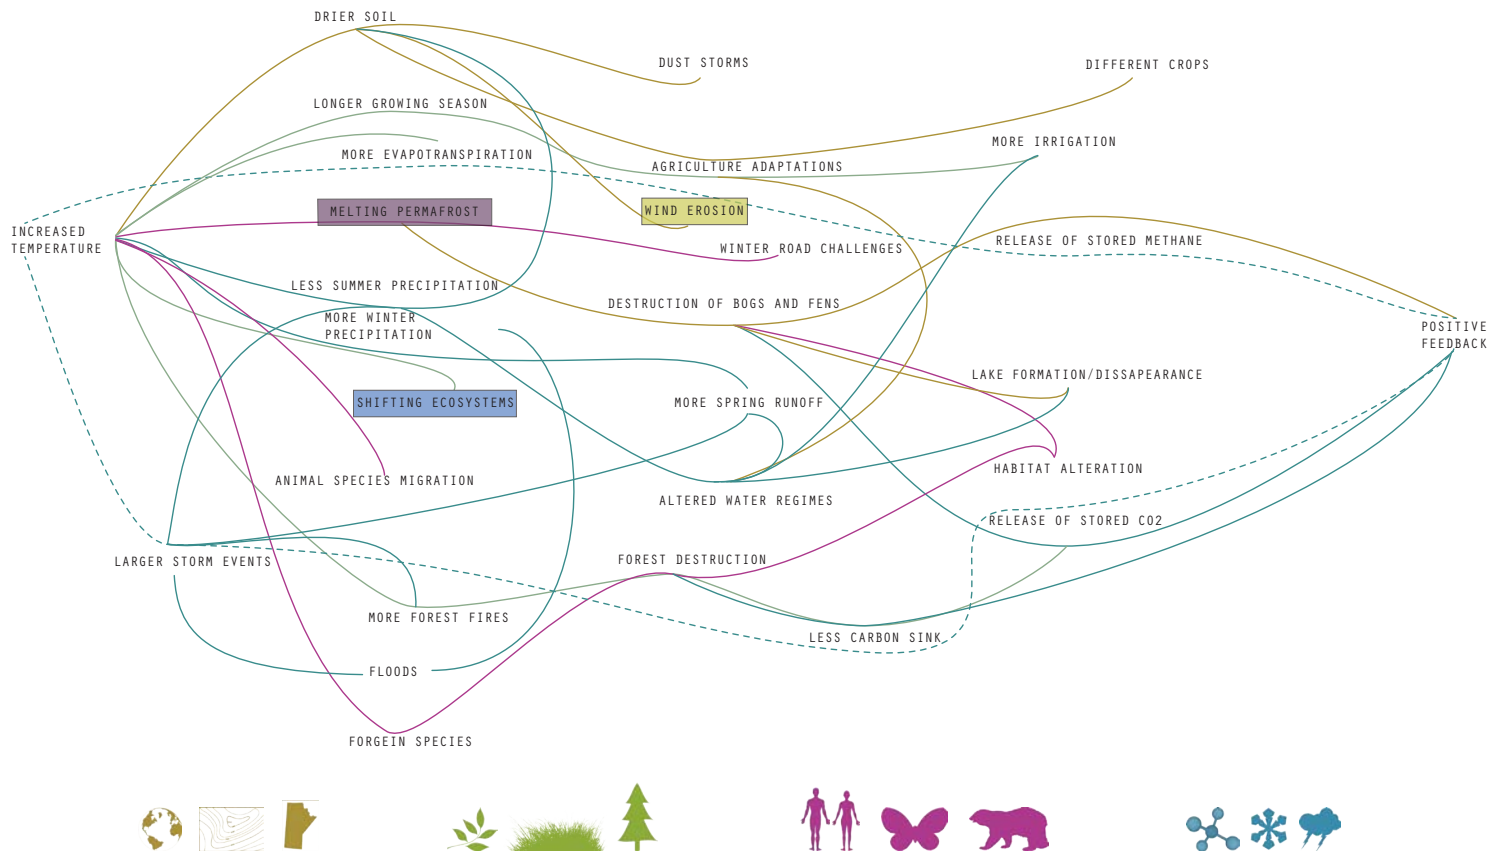 DRIER SOIL
DUST STORMS
DIFFERENT CROPS
LONGER GROWING SEASON
MORE IRRIGATION
MORE EVAPOTRANSPIRATION
AGRICULTURE ADAPTATIONS
MELTING PERMAFROST
WIND EROSION
INCREASED
TEMPERATURE
WINTER ROAD CHALLENGES
RELEASE OF STORED METHANE
LESS SUMMER PRECIPITATION
DESTRUCTION OF BOGS AND FENS
MORE WINTER
PRECIPITATION
POSITIVE
FEEDBACK
LAKE FORMATION/DISSAPEARANCE
SHIFTING ECOSYSTEMS
MORE SPRING RUNOFF
HABITAT ALTERATION
ANIMAL SPECIES MIGRATION
ALTERED WATER REGIMES
RELEASE OF STORED CO2
LARGER STORM EVENTS
FOREST DESTRUCTION
MORE FOREST FIRES
LESS CARBON SINK
FLOODS
FORGEIN SPECIES